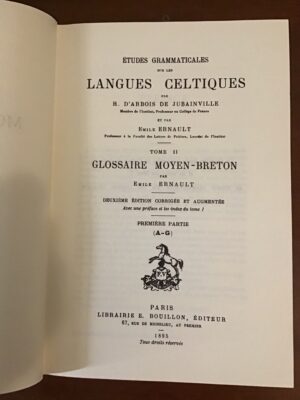 ÉTUDES GRAMMATICALES
SUR LES
LANGUES CELTIQUES
PAR
H. D'ARBOIS DE JUBAINVILLE
Membre de l'Institut, Professeur au Collège de France
ET PAR
EMILE ERNAULT
Professeur à la Faculté des Lettres de Poitiers, Lauréat de l'Institut
TOME II
GLOSSAIRE MOYEN-BRETON
PAR
EMILE ERNAULT
DEUXIÈME ÉDITION CORRIGÉE ET AUGMENTÉE
Avec une préface et les index du tome I
PREMIÈRE PARTIE
(A-G)
PARIS
LIBRAIRIE E. BOUILLON, ÉDITEUR
67, RUE DE RICHELIEU, AU PREMIER
1895
Tous droits réservés